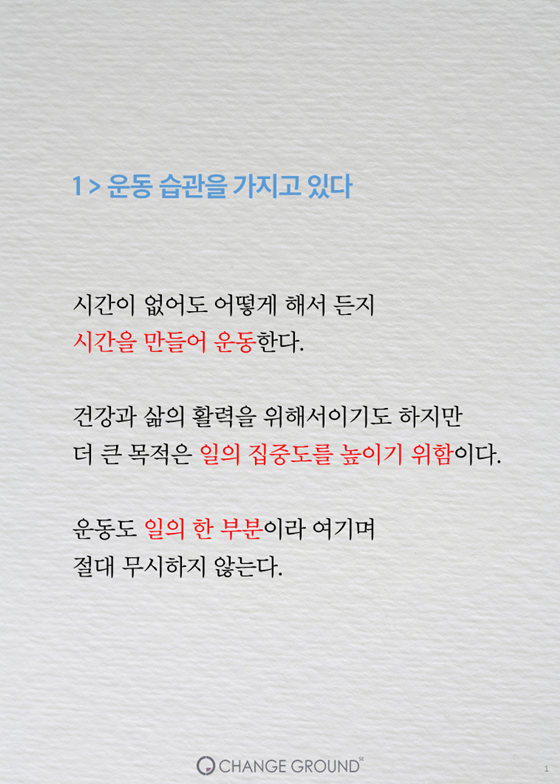 1 > 운동 습관을 가지고 있다
시간이 없어도 어떻게 해서 든지
시간을 만들어 운동한다.
건강과 삶의 활력을 위해서이기도 하지만
더 큰 목적은 일의 집중도를 높이기 위함이다.
운동도 일의 한 부분이라 여기며
절대 무시하지 않는다.
CHANGE GROUND
1